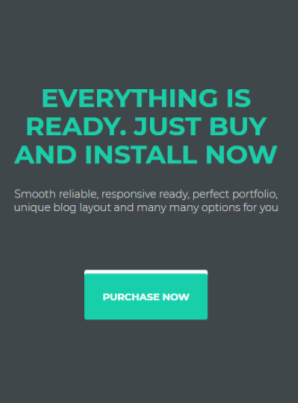 EVERYTHING IS
READY. JUST BUY
AND INSTALL NOW
Smooth reliable, responsive ready, perfect portfolio,
unique blog layout and many many options for you
PURCHASE NOW